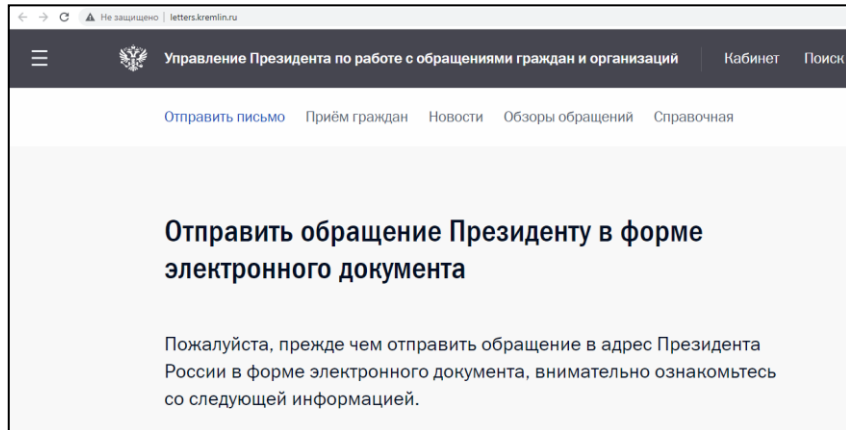 Не защищено | letters.kremlin.ru
Управление Президента по работе с обращениями граждан и организаций Кабинет Поиск
Отправить письмо Приём граждан Новости Обзоры обращений Справочная
Отправить обращение Президенту в форме
электронного документа
Пожалуйста, прежде чем отправить обращение в адрес Президента
России в форме электронного документа, внимательно ознакомьтесь
со следующей информацией.